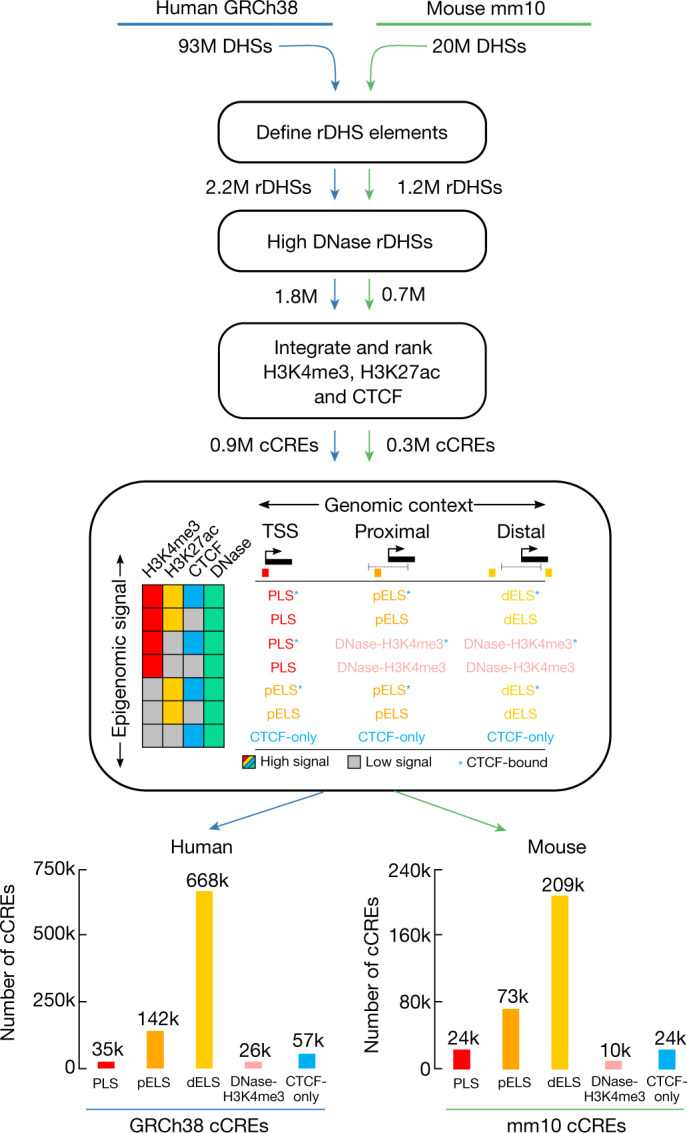 Human GRCh38
Mouse mm10
93M DHSs
20M DHSs
Define rDHS elements
2.2M rDHSs
1.2M rDHSs
High DNase rDHSs
1.8M
0.7M
Integrate and rank
H3K4me3, H3K27ac
and CTCF
0.9M cCREs
0.3M cCREs
Genomic context
TSS
Proximal
Distal
H3K4me3
H3K27ac
CTCF
DNase
Epigenomic signal
PLS*
pELS*
dELS*
PLS
pELS
dELS
PLS*
DNase-H3K4me3*
DNase-H3K4me3*
PLS
DNase-H3K4me3
DNase-H3K4me3
pELS*
pELS*
dELS*
pELS
pELS
dELS
CTCF-only
CTCF-only
CTCF-only
High signal
Low signal
* CTCF-bound
Human
Number of cCREs
750k
500k
250k
0
35k
142k
668k
26k
57k
PLS
pELS
dELS
DNase-
H3K4me3
CTCF-
only
GRCh38 cCREs
Mouse
Number of cCREs
240k
160k
80k
0
24k
73k
209k
10k
24k
PLS
pELS
dELS
DNase-
H3K4me3
CTCF-
only
mm10 cCREs